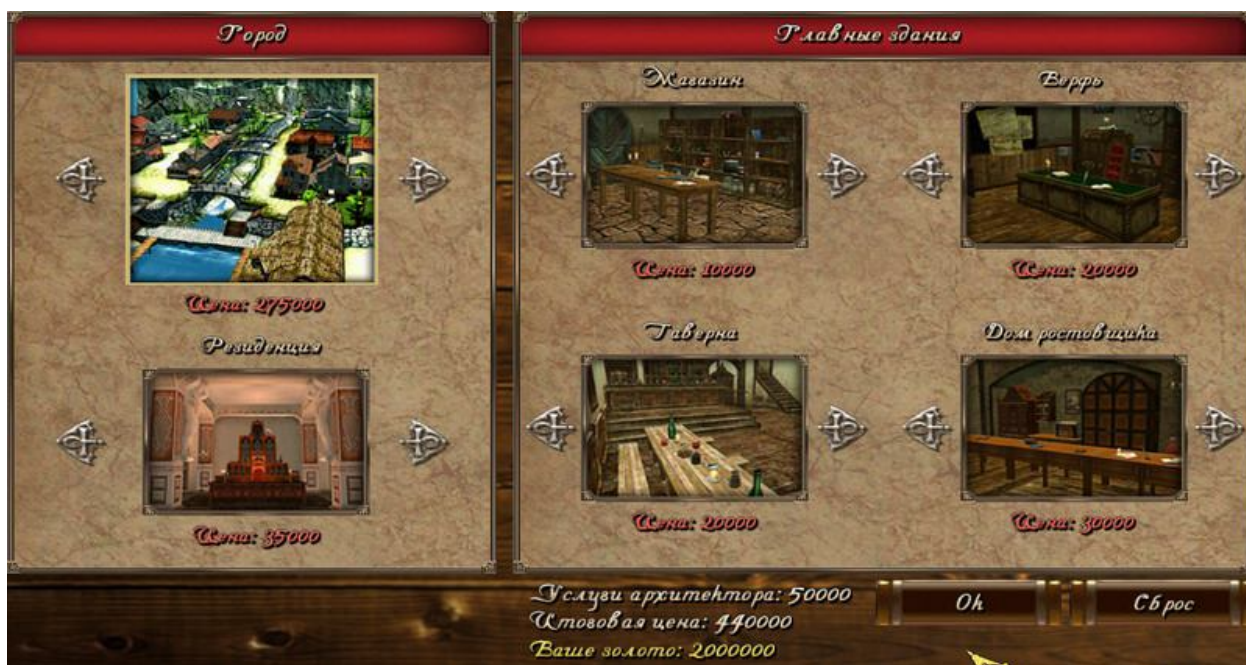 Город
Цена: 275000
Резиденция
Цена: 35000
Главные здания
Магазин
Верфь
Цена: 10000
Цена: 20000
Таверна
Дом ростовщика
Цена: 20000
Цена: 30000
Услуги архитектора: 50000
Итоговая цена: 440000
Ваше золото: 2000000
Ok
Сброс